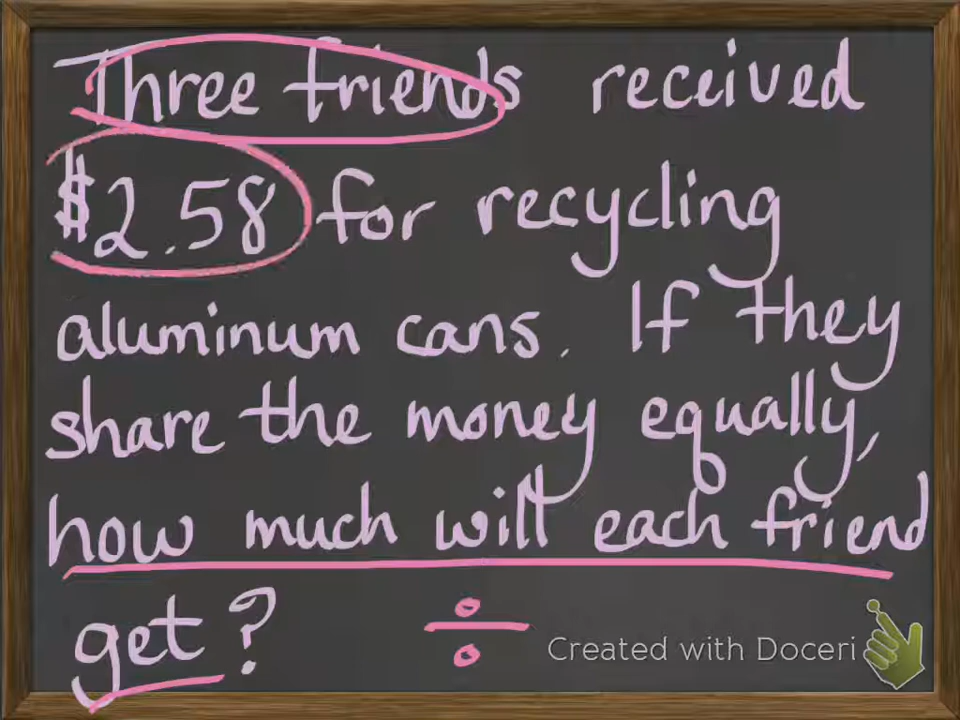 Three friends received
$2.58 for recycling
aluminum cans. If they
share the money equally,
how much will each friend
get? ÷
Created with Doceri